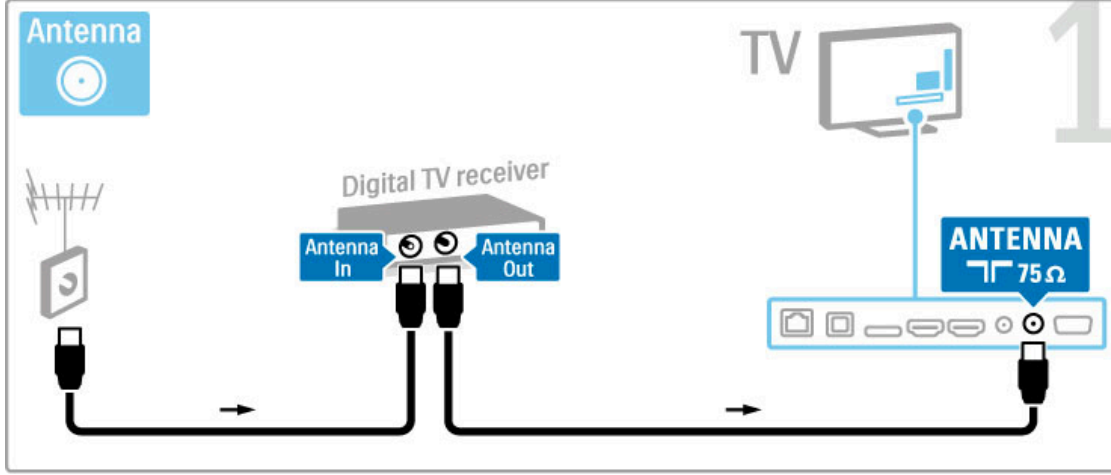 Antenna
TV
1
Digital TV receiver
Antenna
In
Antenna
Out
ANTENNA
75 Ω